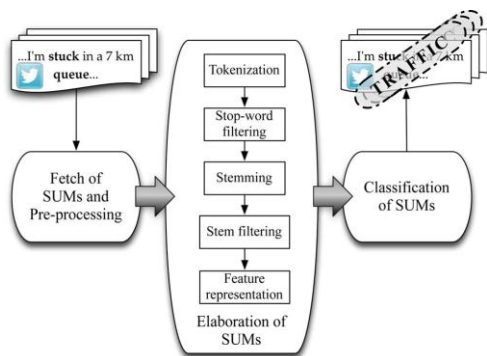 ...I'm stuck in a 7 km
queue...
Fetch of
SUMs and
Pre-processing
Tokenization
Stop-word
filtering
Stemming
Stem filtering
Feature
representation
Elaboration of
SUMs
...I'm stuck in a 7 km
queue...
TRAFFIC
Classification
of SUMs